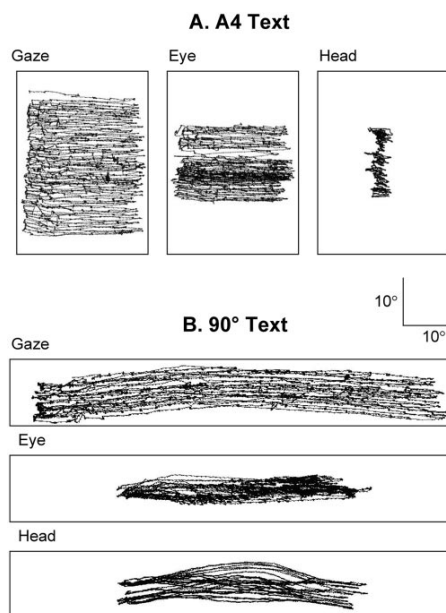 A. A4 Text
Gaze Eye Head
10°
10°
B. 90° Text
Gaze
Eye
Head